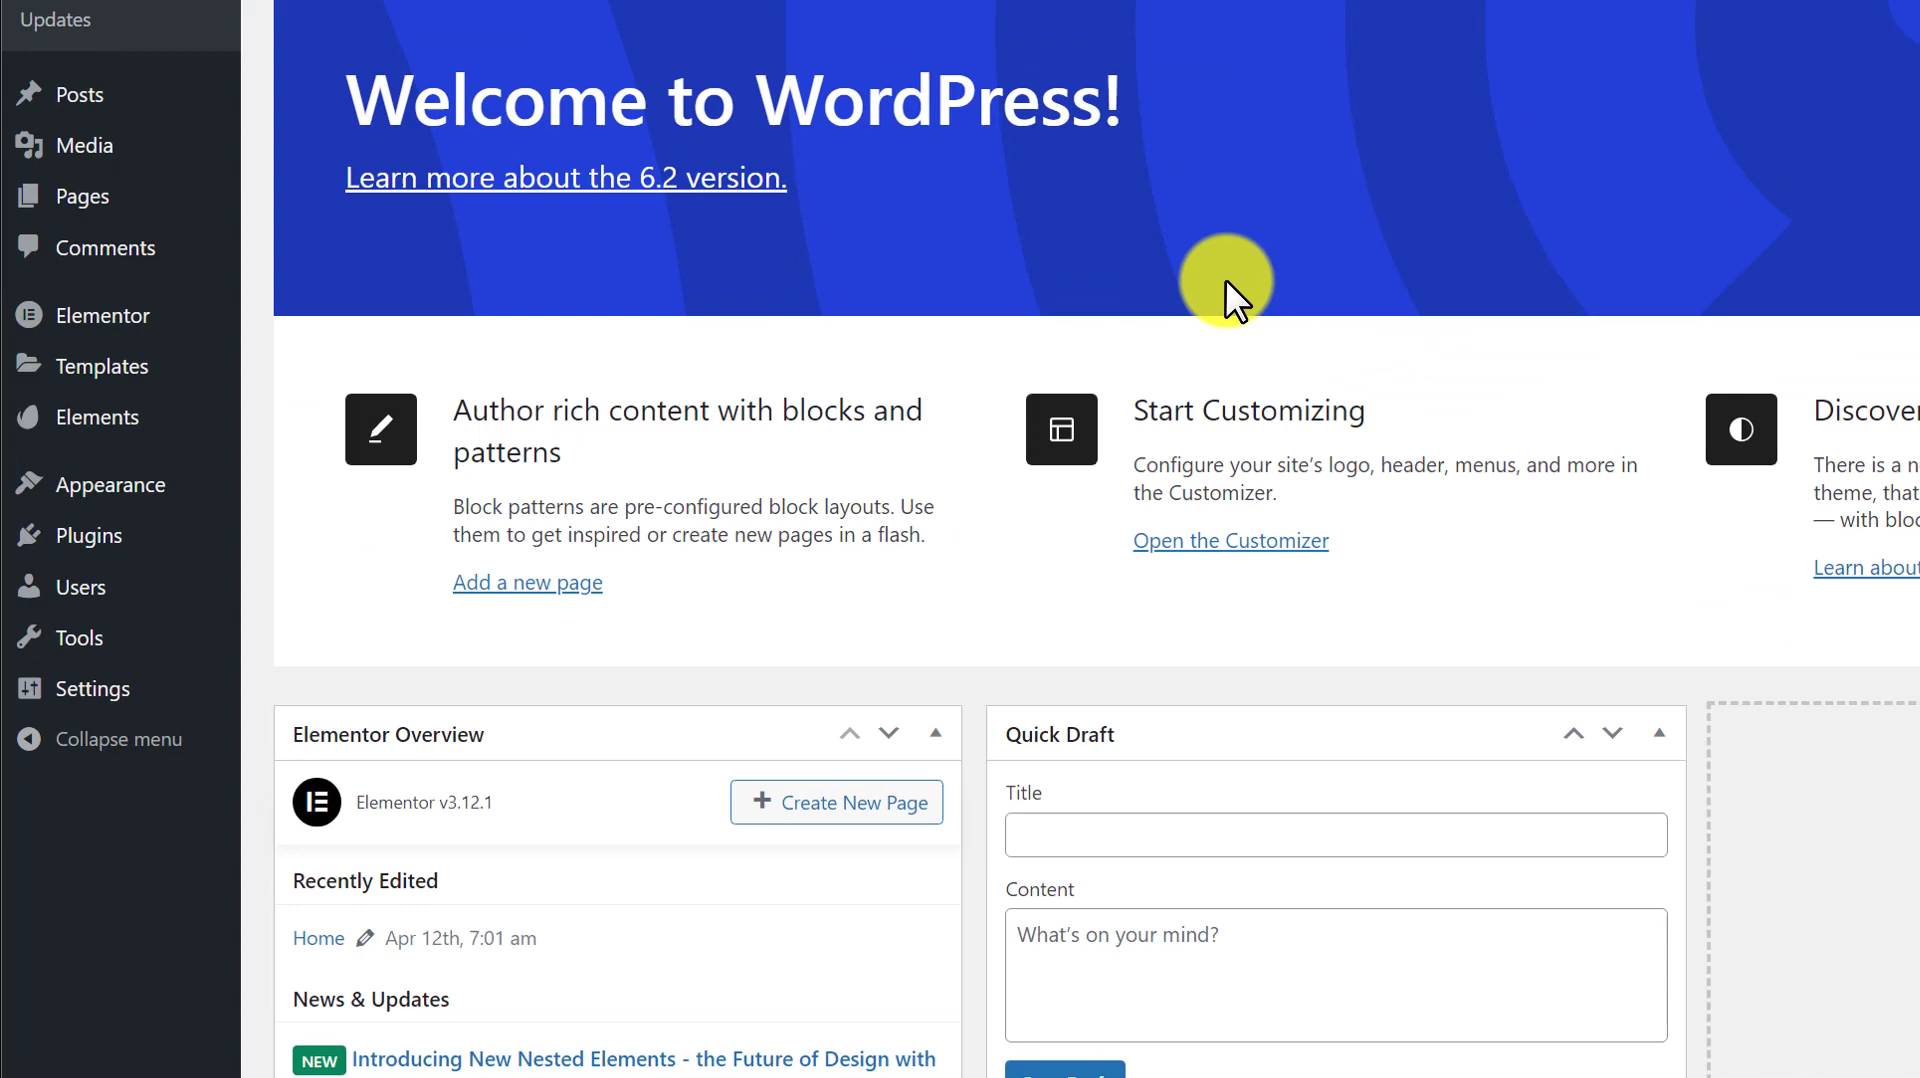 Updates
Posts
Media
Pages
Comments
Elementor
Templates
Elements
Appearance
Plugins
Users
Tools
Settings
Collapse menu
Welcome to WordPress!
Learn more about the 6.2 version.
Author rich content with blocks and
patterns
Block patterns are pre-configured block layouts. Use
them to get inspired or create new pages in a flash.
Add a new page
Start Customizing
Configure your site’s logo, header, menus, and more in
the Customizer.
Open the Customizer
Discover
There is a n
theme, that
— with bloc
Learn about
Elementor Overview
Elementor v3.12.1
+ Create New Page
Recently Edited
Home Apr 12th, 7:01 am
News & Updates
NEW Introducing New Nested Elements - the Future of Design with
Quick Draft
Title
Content
What’s on your mind?